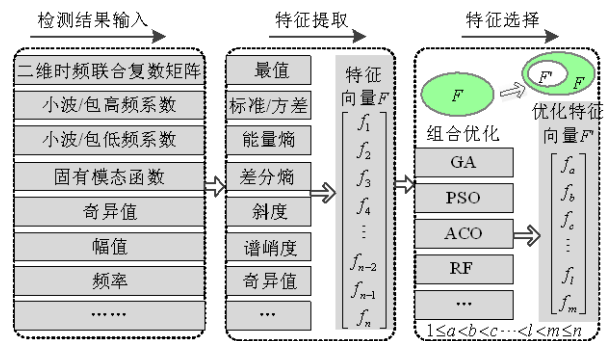 检测结果输入
二维时频联合复数矩阵
小波/包高频系数
小波/包低频系数
固有模态函数
奇异值
幅值
频率
……
特征提取
最值
标准/方差
能量熵
差分熵
斜度
谱峭度
奇异值
…
特征
向量F
f1
f2
f3
f4
⋮
fn−2
fn−1
fn
特征选择
F
F'
组合优化
GA
PSO
ACO
RF
…
优化特征
向量F'
fa
fb
fc
⋮
fl
fm
1≤a<b<c…<l<m≤n